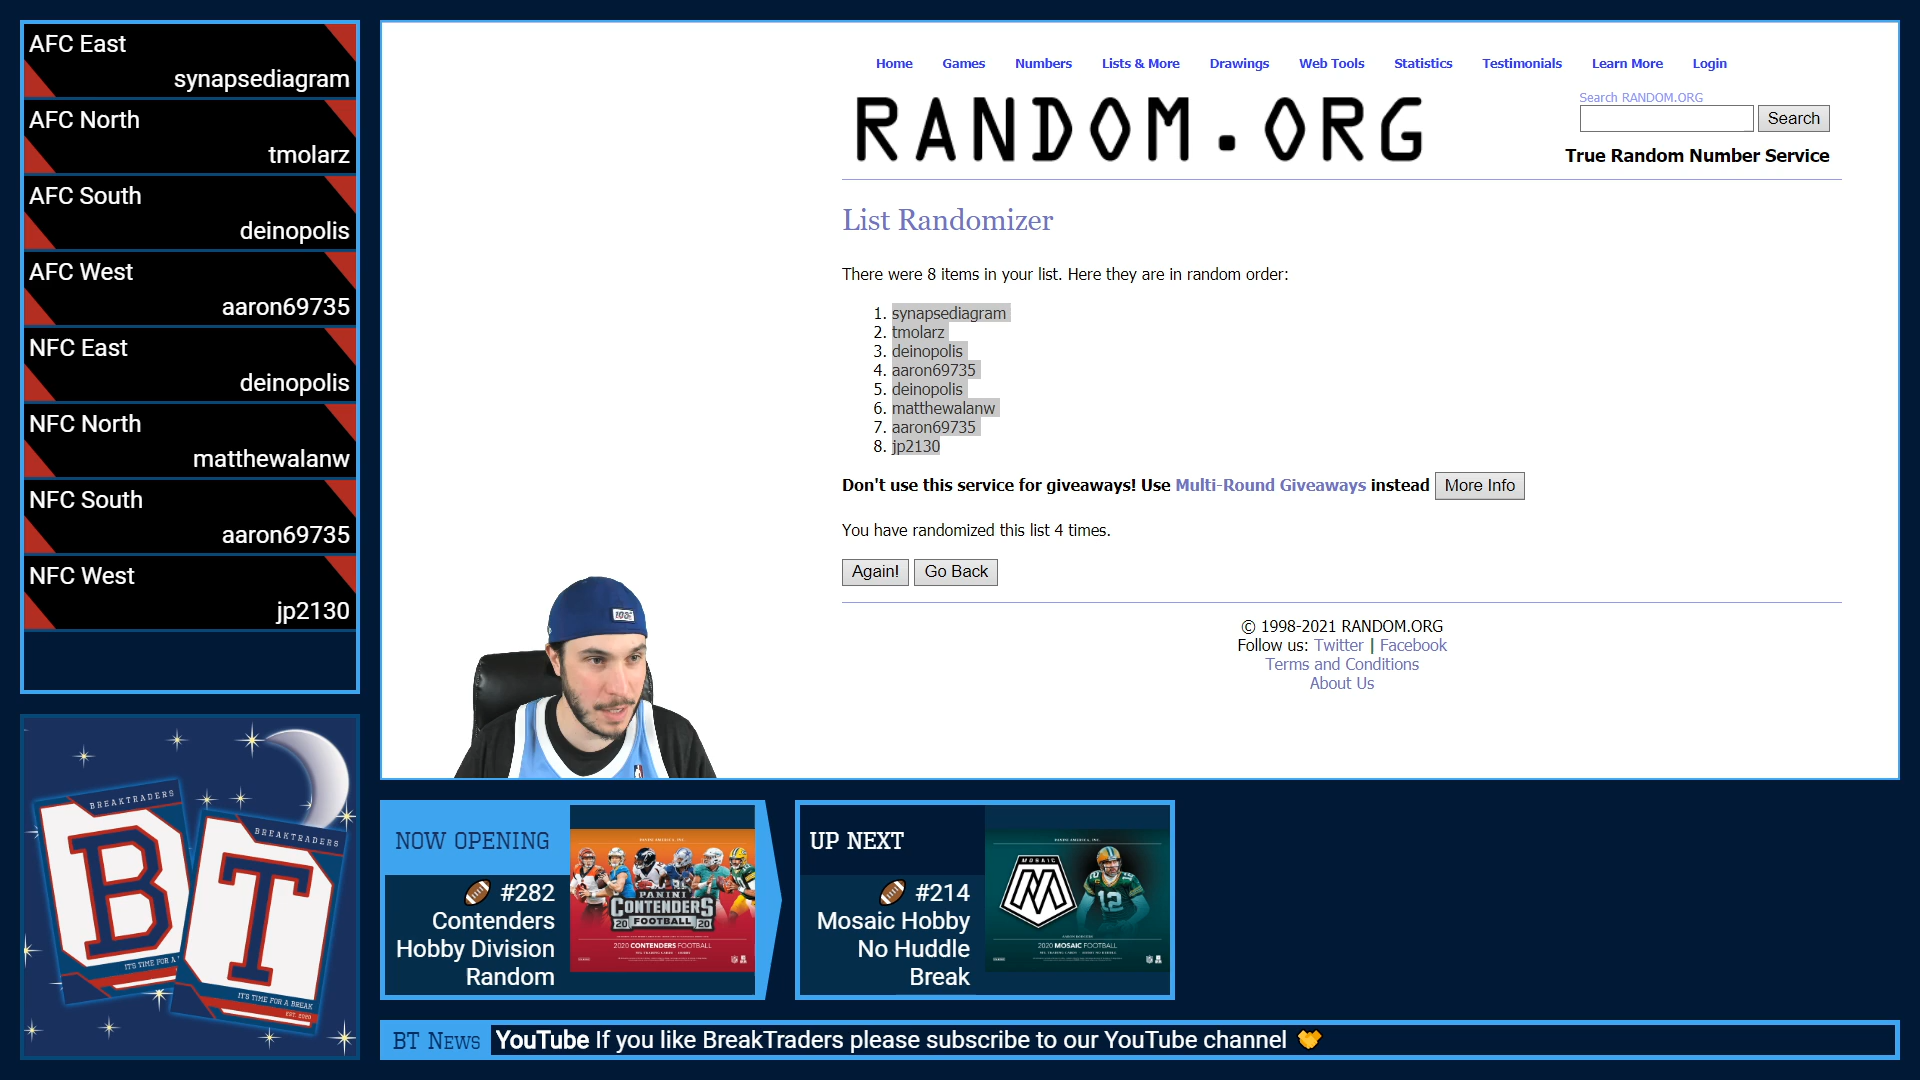 AFC East
synapsediagram
AFC North
tmolarz
AFC South
deinopolis
AFC West
aaron69735
NFC East
deinopolis
NFC North
matthewalanw
NFC South
aaron69735
NFC West
jp2130
Home Games Numbers Lists & More Drawings Web Tools Statistics Testimonials Learn More Login
RANDOM.ORG
Search RANDOM.ORG
Search
True Random Number Service
List Randomizer
There were 8 items in your list. Here they are in random order:
1. synapsediagram
2. tmolarz
3. deinopolis
4. aaron69735
5. deinopolis
6. matthewalanw
7. aaron69735
8. jp2130
Don't use this service for giveaways! Use Multi-Round Giveaways instead More Info
You have randomized this list 4 times.
Again! Go Back
© 1998-2021 RANDOM.ORG
Follow us: Twitter | Facebook
Terms and Conditions
About Us
BREAKTRADERS
B
IT'S TIME FOR A
BREAKTRADERS
T
IT'S TIME FOR A BREAK
EST. 2020
NOW OPENING
🏈 #282
Contenders
Hobby Division
Random
PANINI
CONTENDERS
20 FOOTBALL 20
2020 CONTENDERS FOOTBALL
UP NEXT
🏈 #214
Mosaic Hobby
No Huddle
Break
MOSAIC
12
2020 MOSAIC FOOTBALL
BT NEWS YouTube If you like BreakTraders please subscribe to our YouTube channel 🤝